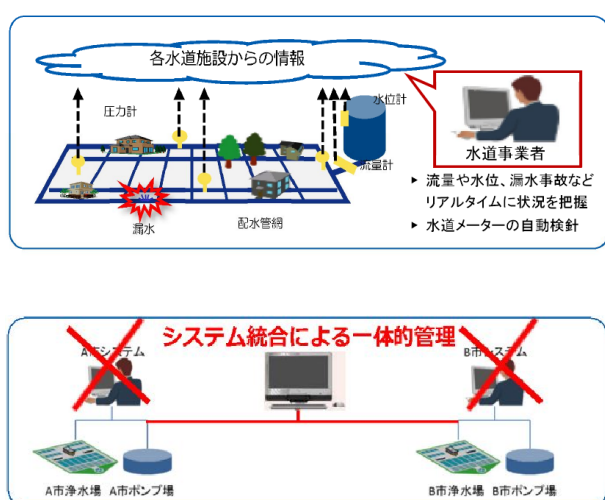 各水道施設からの情報
圧力計
水位計
流量計
漏水
配水管網
水道事業者
▸ 流量や水位、漏水事故など
リアルタイムに状況を把握
▸ 水道メーターの自動検針
システム統合による一体的管理
A市システム
B市システム
A市浄水場 A市ポンプ場
B市浄水場 B市ポンプ場